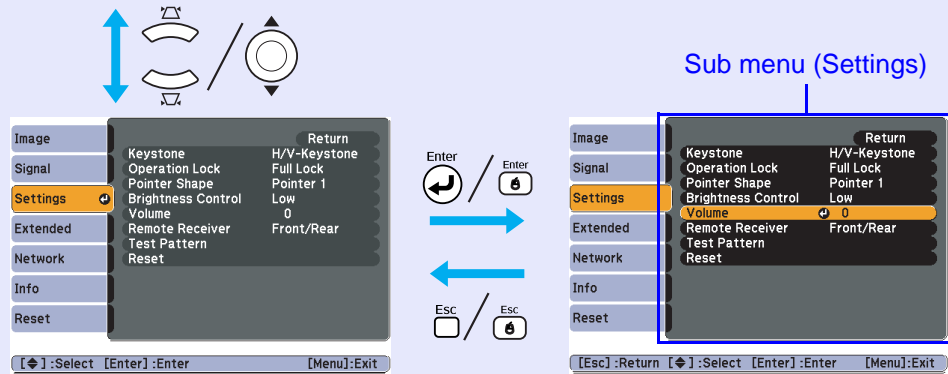 Sub menu (Settings)
Image
Signal
Settings
Extended
Network
Info
Reset
Return
Keystone H/V-Keystone
Operation Lock Full Lock
Pointer Shape Pointer 1
Brightness Control Low
Volume 0
Remote Receiver Front/Rear
Test Pattern
Reset
[ ] :Select [Enter] :Enter [Menu]:Exit
Enter
Enter
Esc
Esc
Image
Signal
Settings
Extended
Network
Info
Reset
Return
Keystone H/V-Keystone
Operation Lock Full Lock
Pointer Shape Pointer 1
Brightness Control Low
Volume 0
Remote Receiver Front/Rear
Test Pattern
Reset
[Esc] :Return [ ] :Select [Enter] :Enter [Menu]:Exit